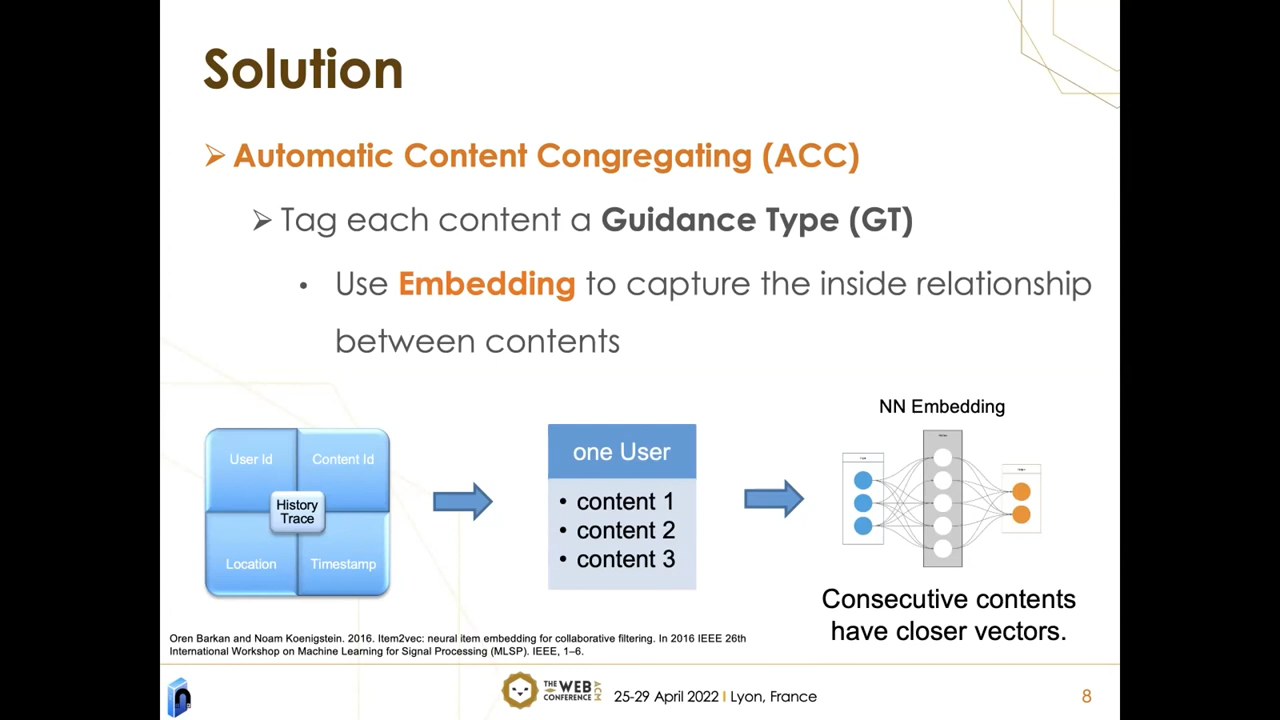 Solution
Automatic Content Congregating (ACC)
Tag each content a Guidance Type (GT)
• Use Embedding to capture the inside relationship
between contents
User Id
Content Id
History
Trace
Location
Timestamp
one User
• content 1
• content 2
• content 3
NN Embedding
Consecutive contents
have closer vectors.
Oren Barkan and Noam Koenigstein. 2016. Item2vec: neural item embedding for collaborative filtering. In 2016 IEEE 26th
International Workshop on Machine Learning for Signal Processing (MLSP). IEEE, 1–6.
THE WEB
CONFERENCE
ACM
25-29 April 2022 I Lyon, France
8